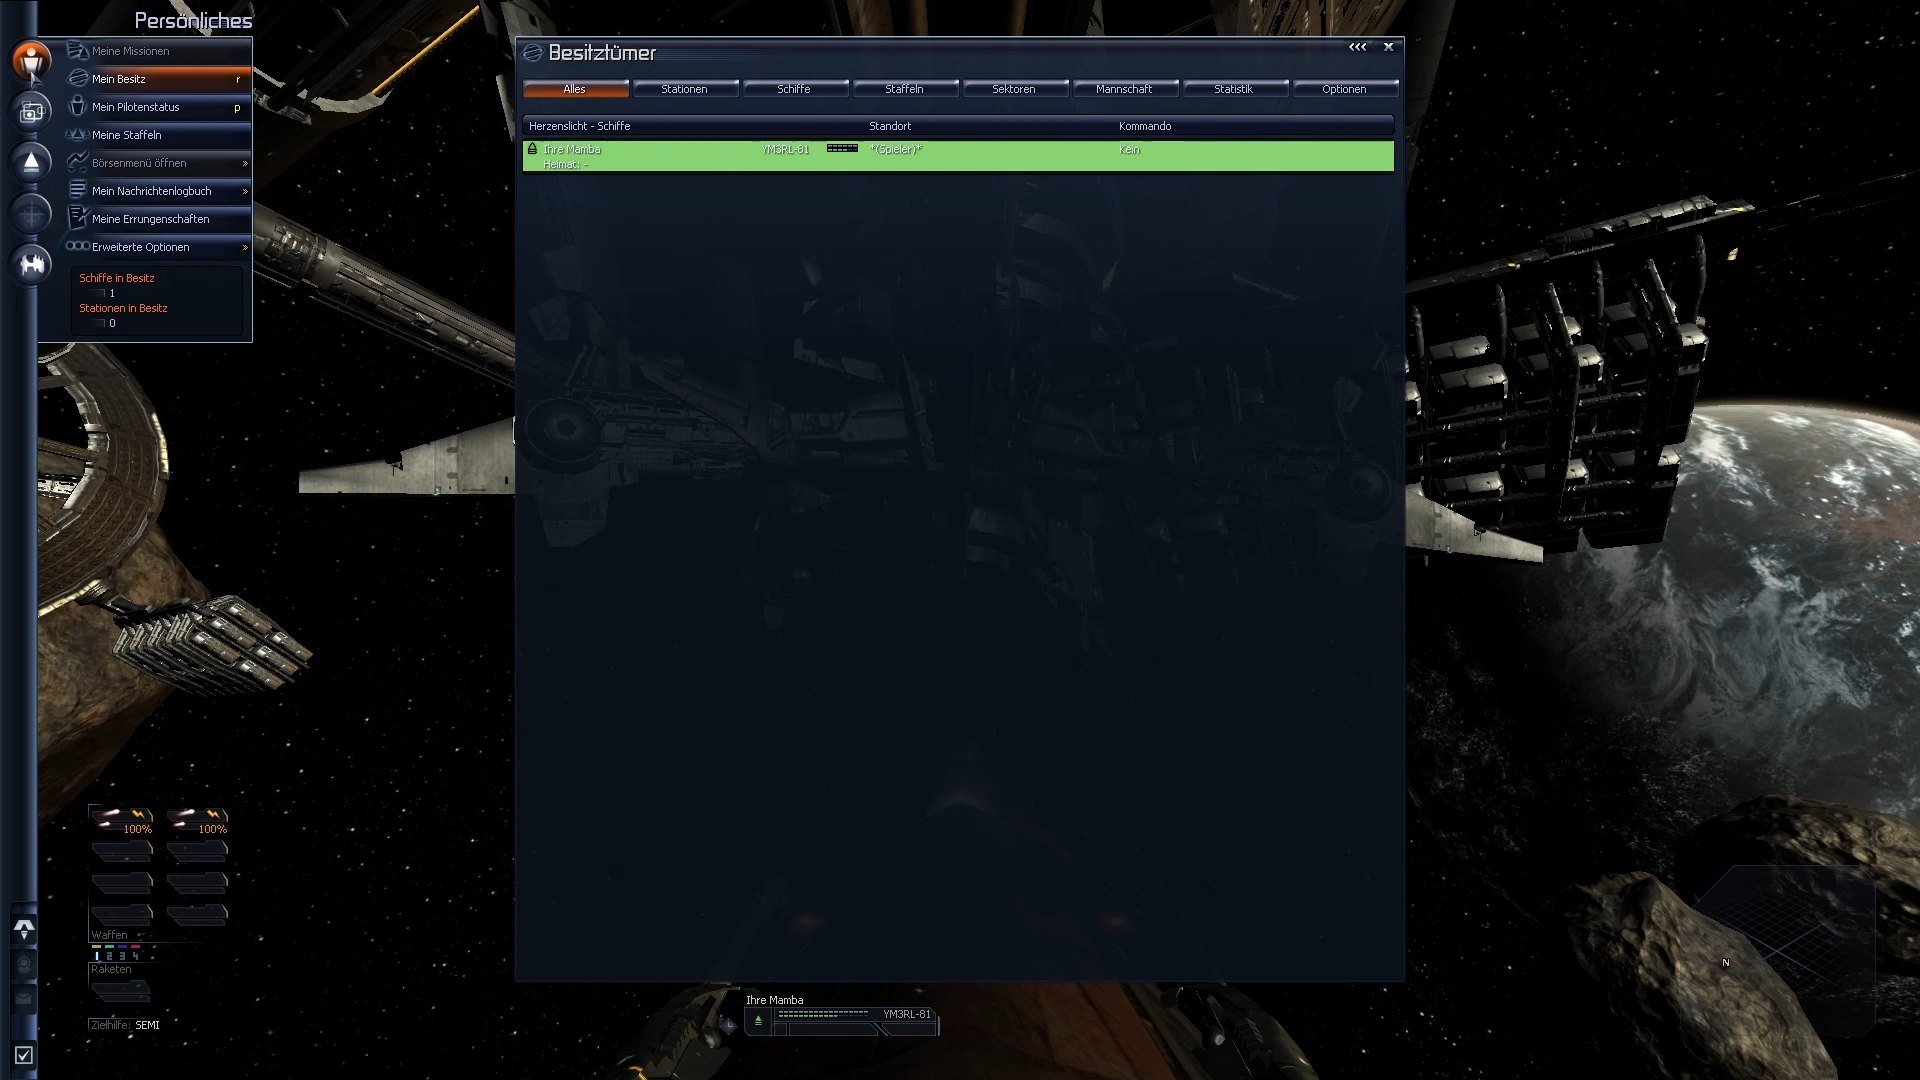 Persönliches
Meine Missionen
Mein Besitz r
Mein Pilotenstatus p
Meine Staffeln
Börsenmenü öffnen »
Mein Nachrichtenlogbuch »
Meine Errungenschaften
Erweiterte Optionen »
Schiffe in Besitz
1
Stationen in Besitz
0
Besitztümer
Alles Stationen Schiffe Staffeln Sektoren Mannschaft Statistik Optionen
Herzenslicht - Schiffe Standort Kommando
Ihre Mamba YM3RL-81 *(Spieler)* Kein
Heimat: -
100% 100%
Waffen
1 2 3 4
Raketen
Zielhilfe: SEMI
Ihre Mamba
YM3RL-81
N